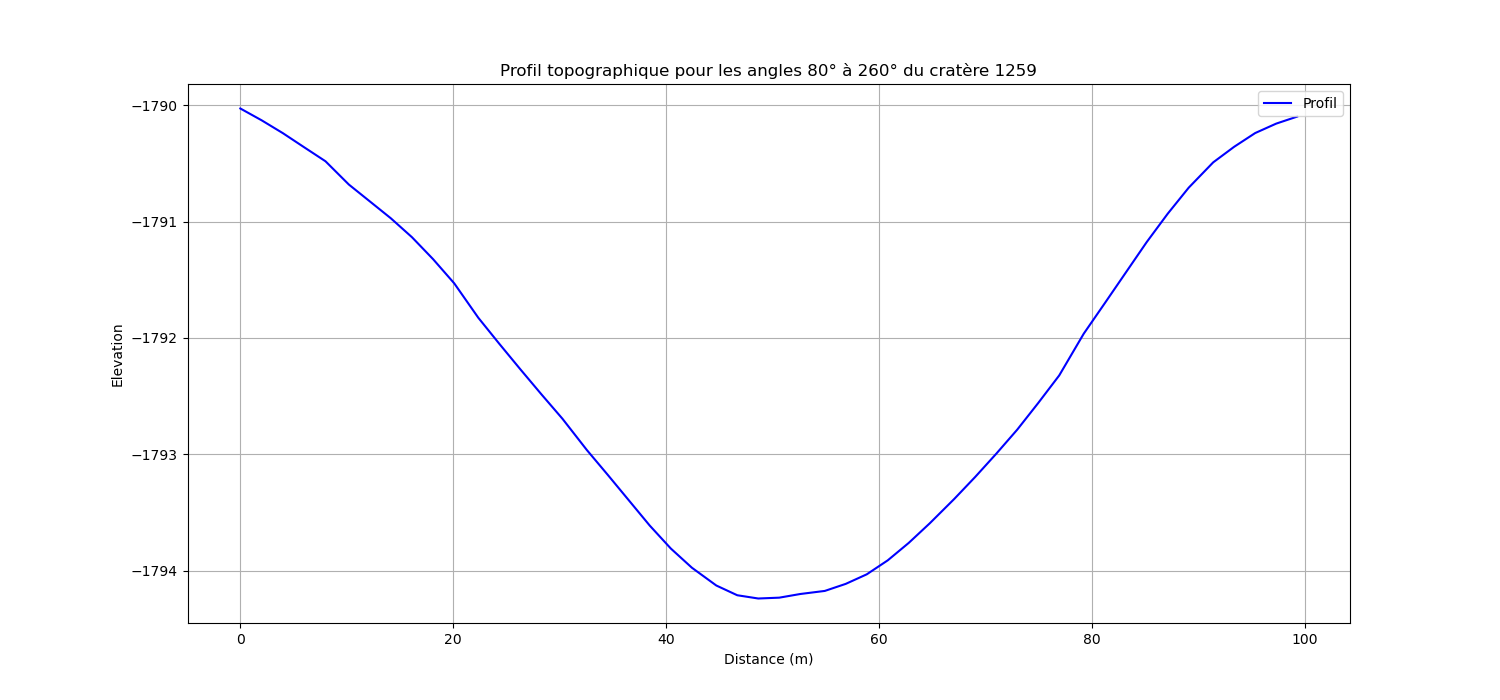 Profil topographique pour les angles 80° à 260° du cratère 1259
Profil
−1790
−1791
−1792
−1793
−1794
Elevation
0 20 40 60 80 100
Distance (m)